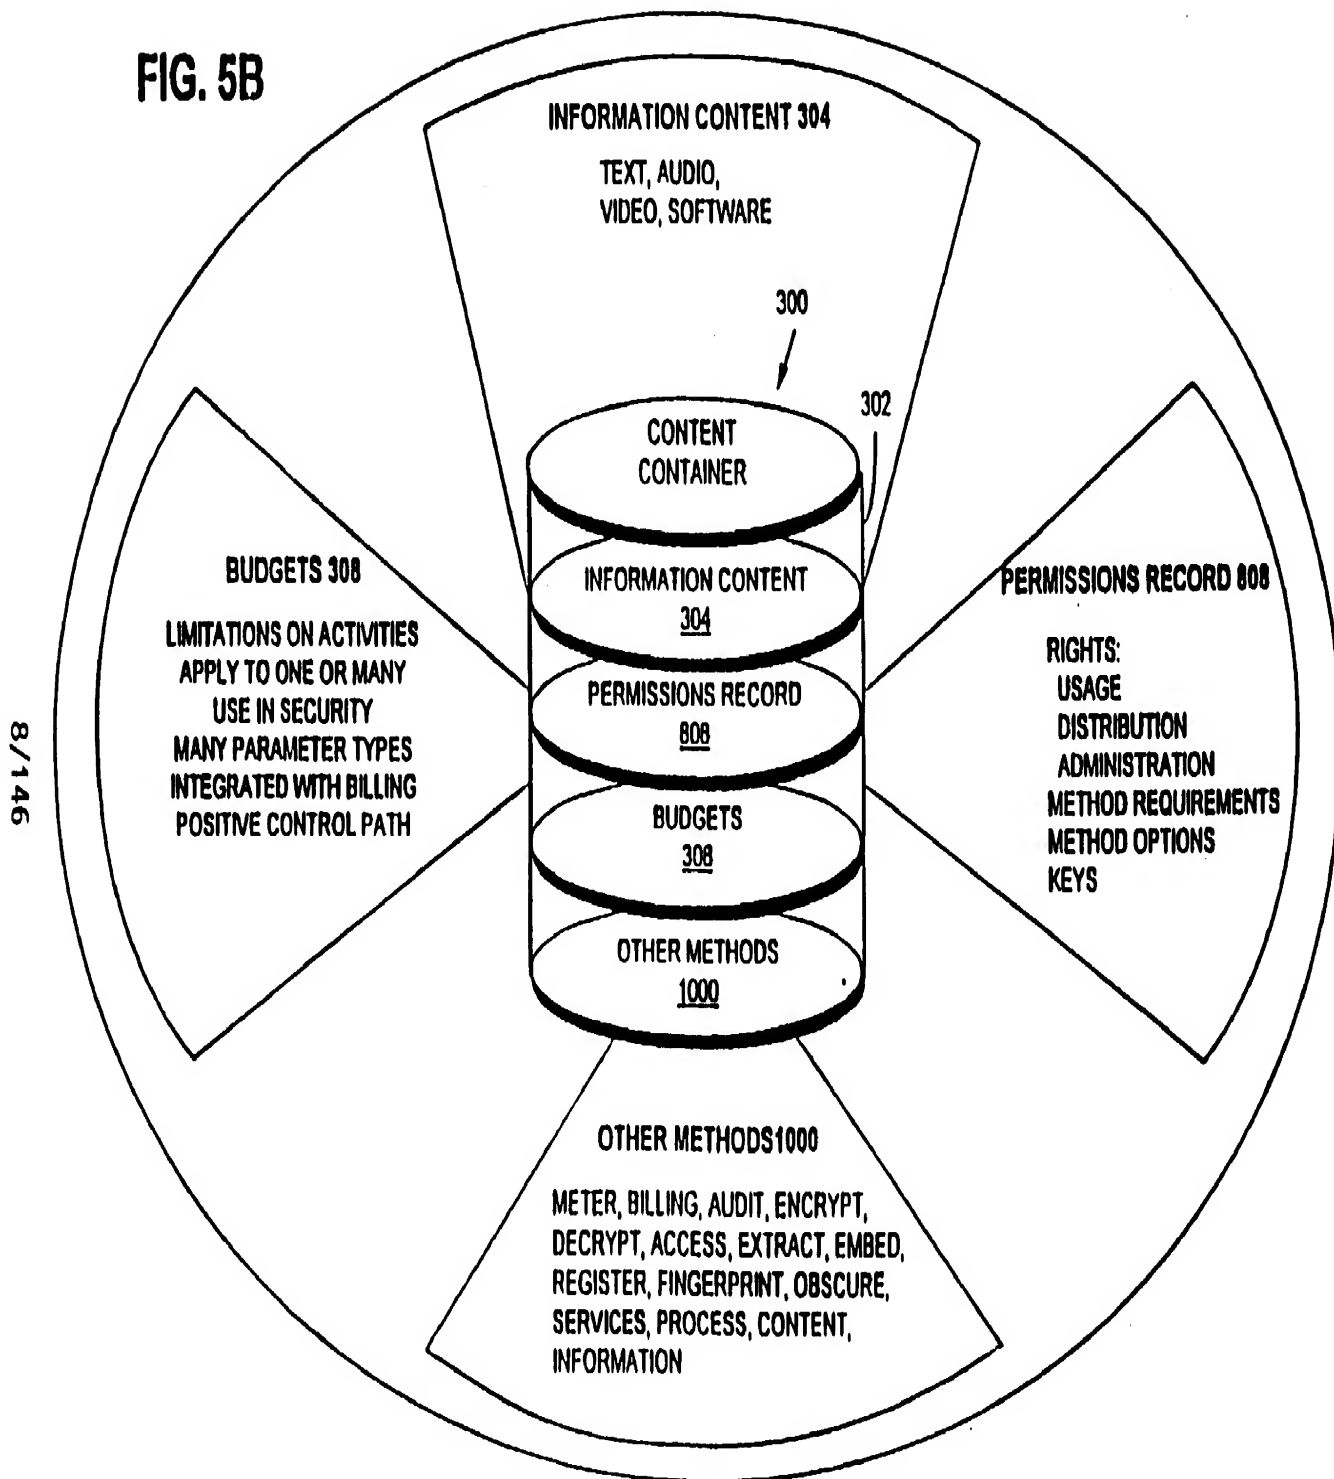 FIG. 5B
INFORMATION CONTENT 304
TEXT, AUDIO,
VIDEO, SOFTWARE
300
302
CONTENT
CONTAINER
INFORMATION CONTENT
304
PERMISSIONS RECORD
808
BUDGETS
308
OTHER METHODS
1000
BUDGETS 308
LIMITATIONS ON ACTIVITIES
APPLY TO ONE OR MANY
USE IN SECURITY
MANY PARAMETER TYPES
INTEGRATED WITH BILLING
POSITIVE CONTROL PATH
PERMISSIONS RECORD 808
RIGHTS:
USAGE
DISTRIBUTION
ADMINISTRATION
METHOD REQUIREMENTS
METHOD OPTIONS
KEYS
OTHER METHODS1000
METER, BILLING, AUDIT, ENCRYPT,
DECRYPT, ACCESS, EXTRACT, EMBED,
REGISTER, FINGERPRINT, OBSCURE,
SERVICES, PROCESS, CONTENT,
INFORMATION
8/146